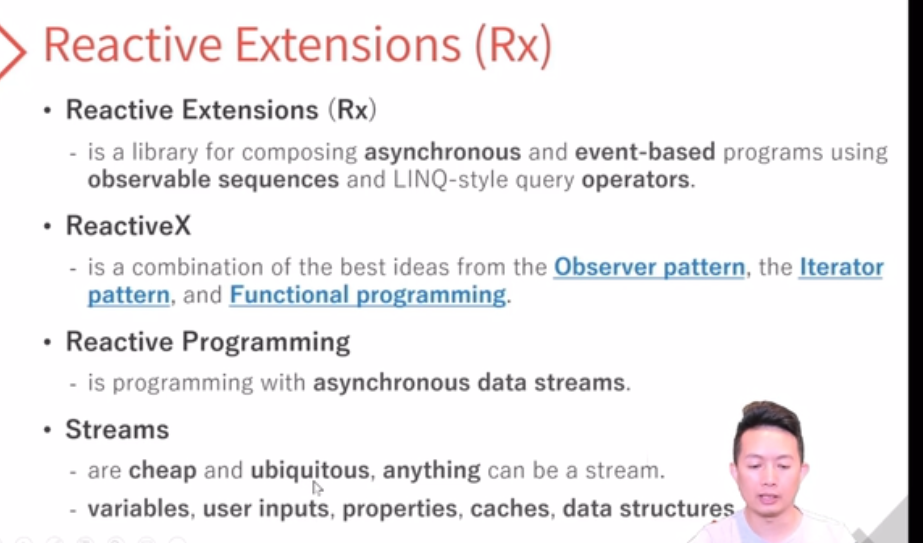 Reactive Extensions (Rx)
• Reactive Extensions (Rx)
- is a library for composing asynchronous and event-based programs using
observable sequences and LINQ-style query operators.
• ReactiveX
- is a combination of the best ideas from the Observer pattern, the Iterator
pattern, and Functional programming.
• Reactive Programming
- is programming with asynchronous data streams.
• Streams
- are cheap and ubiquitous, anything can be a stream.
- variables, user inputs, properties, caches, data structures